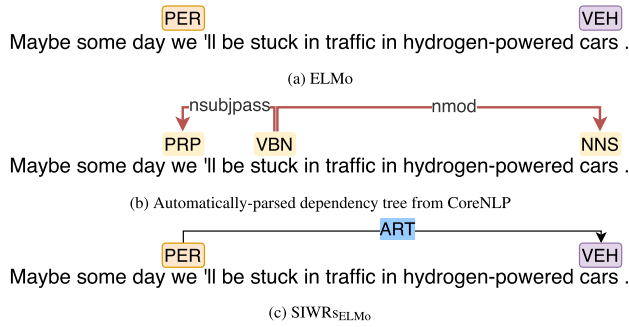 PER VEH
Maybe some day we 'll be stuck in traffic in hydrogen-powered cars .
(a) ELMo
nsubjpass nmod
PRP VBN NNS
Maybe some day we 'll be stuck in traffic in hydrogen-powered cars .
(b) Automatically-parsed dependency tree from CoreNLP
ART
PER VEH
Maybe some day we 'll be stuck in traffic in hydrogen-powered cars .
(c) SIWRsELMo